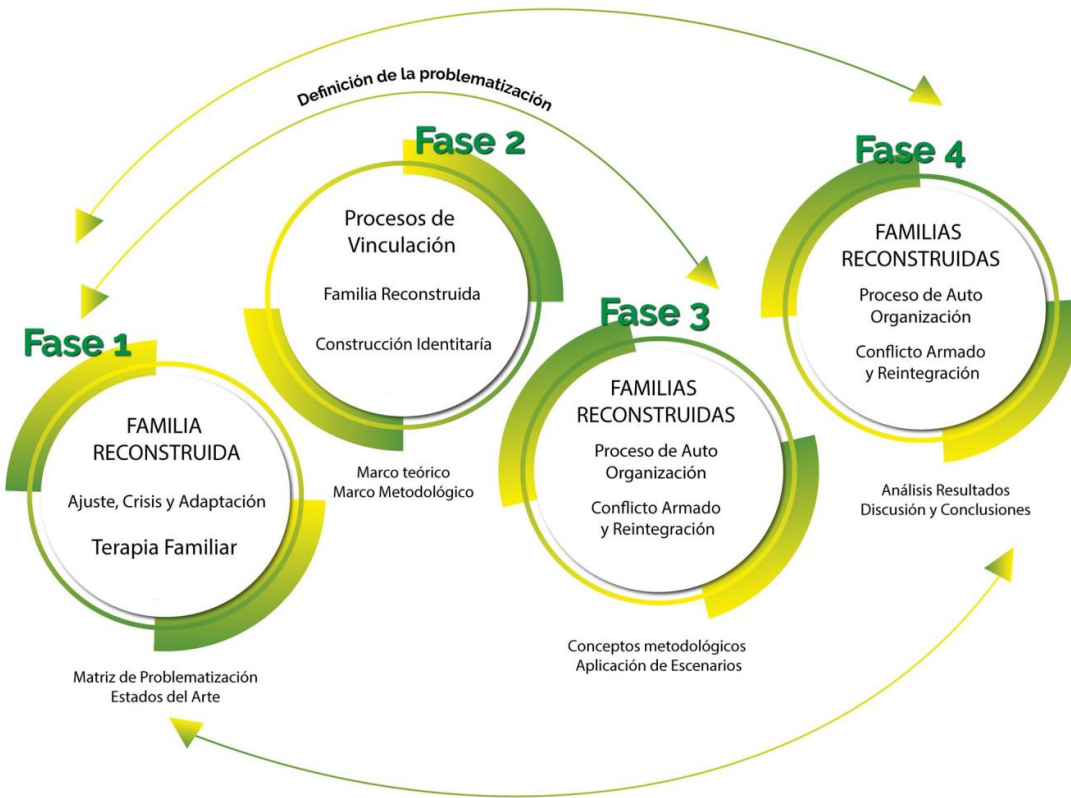 Definición de la problematización
Fase 1
FAMILIA
RECONSTRUIDA
Ajuste, Crisis y Adaptación
Terapia Familiar
Matriz de Problematización
Estados del Arte
Fase 2
Procesos de
Vinculación
Familia Reconstruida
Construcción Identitaría
Marco teórico
Marco Metodológico
Fase 3
FAMILIAS
RECONSTRUIDAS
Proceso de Auto
Organización
Conflicto Armado
y Reintegración
Conceptos metodológicos
Aplicación de Escenarios
Fase 4
FAMILIAS
RECONSTRUIDAS
Proceso de Auto
Organización
Conflicto Armado
y Reintegración
Análisis Resultados
Discusión y Conclusiones